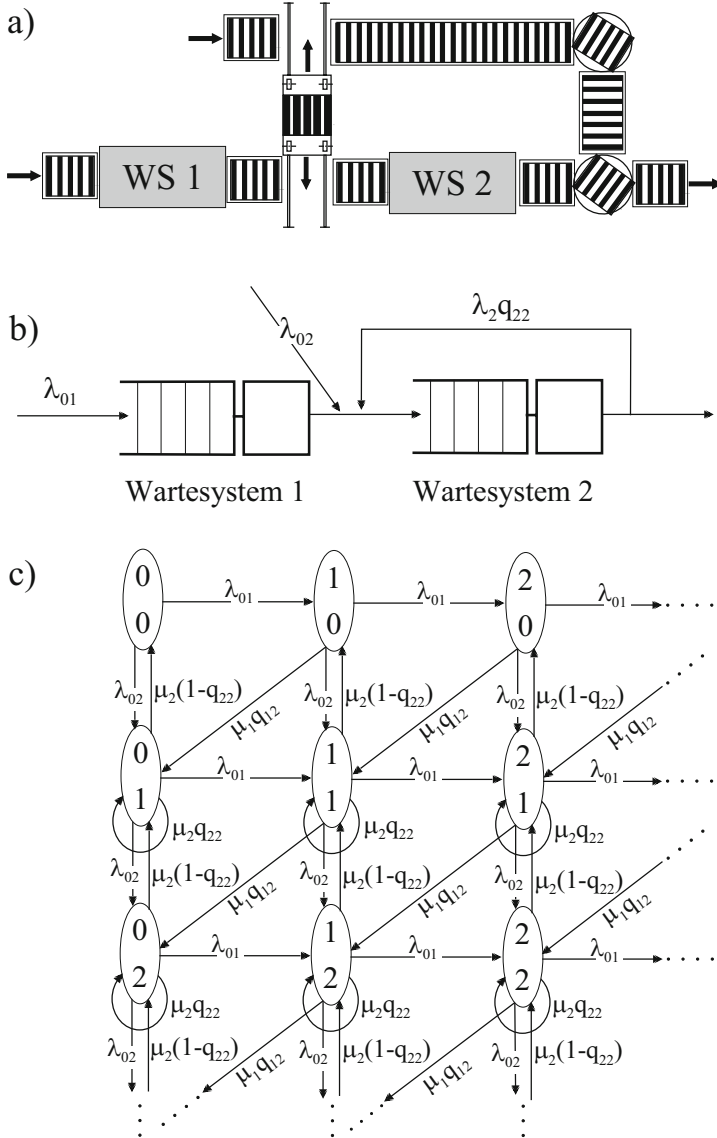 a)
WS 1
WS 2
b)
λ₀₂
λ₂q₂₂
λ₀₁
Wartesystem 1
Wartesystem 2
c)
0 1 2
λ₀₁ λ₀₁ λ₀₁ . . . .
0 0 0
λ₀₂ μ₂(1-q₂₂) μ₁q₁₂ λ₀₂ μ₂(1-q₂₂) μ₁q₁₂ λ₀₂ μ₂(1-q₂₂) μ₁q₁₂
0 1 2
λ₀₁ λ₀₁ λ₀₁ . . . .
1 1 1
μ₂q₂₂ μ₂q₂₂ μ₂q₂₂
λ₀₂ μ₂(1-q₂₂) μ₁q₁₂ λ₀₂ μ₂(1-q₂₂) μ₁q₁₂ λ₀₂ μ₂(1-q₂₂) μ₁q₁₂
0 1 2
λ₀₁ λ₀₁ λ₀₁ . . . .
2 2 2
μ₂q₂₂ μ₂q₂₂ μ₂q₂₂
λ₀₂ μ₂(1-q₂₂) μ₁q₁₂ λ₀₂ μ₂(1-q₂₂) μ₁q₁₂ λ₀₂ μ₂(1-q₂₂)